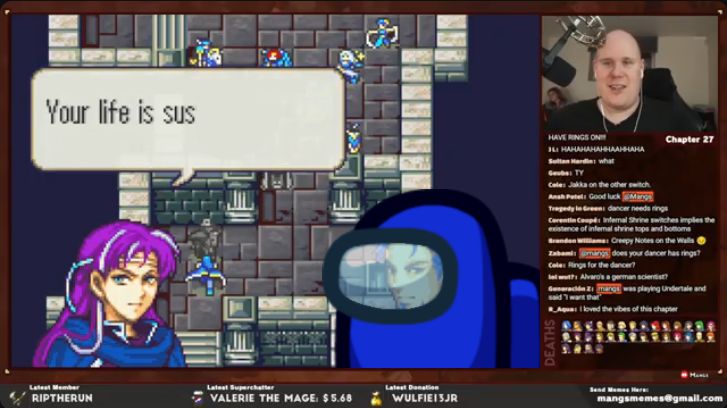 Your life is sus
HAVE RINGS ON!!!
Chapter 27
J L: HAHAHAHAHHAAHHAHA
Sultan Hardin: what
Geubs: TY
Cole: Jakka on the other switch.
Anah Patel: Good luck @Mangs
Tragedy in Green: dancer needs rings
Corentin Coupé: Infernal Shrine switches implies the
existence of infernal shrine tops and bottoms
Brandon Williams: Creepy Notes on the Walls
Zabami: @mangs does your dancer has rings?
Cole: Rings for the dancer?
lol wut?: Alvaro's a german scientist?
Generación Z: mangs was playing Undertale and
said "I want that"
R_Aqua: I loved the vibes of this chapter
DEATHS
MANGS
Latest Member
RIPTHERUN
Latest Superchatter
VALERIE THE MAGE: $5.68
Latest Donation
WULFIE13JR
Send Memes Here:
mangsmemes@gmail.com